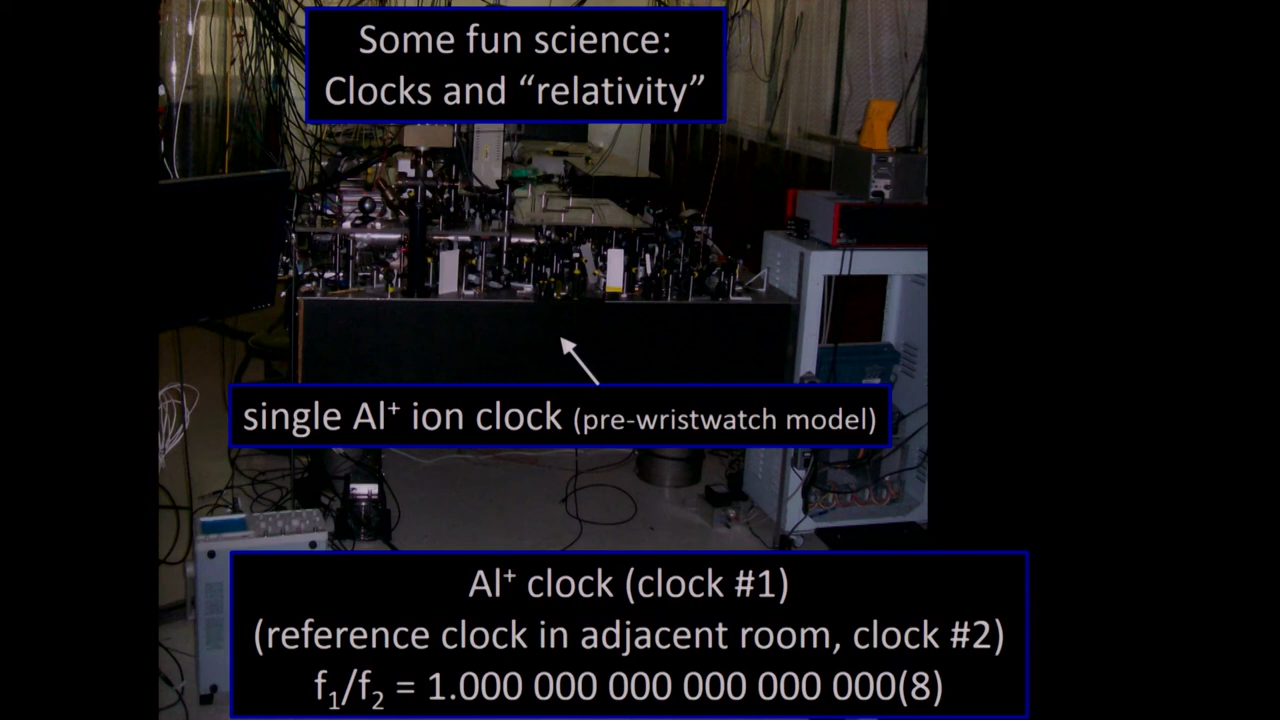 Some fun science:
Clocks and “relativity”
single Al⁺ ion clock (pre-wristwatch model)
Al⁺ clock (clock #1)
(reference clock in adjacent room, clock #2)
f₁/f₂ = 1.000 000 000 000 000 000(8)